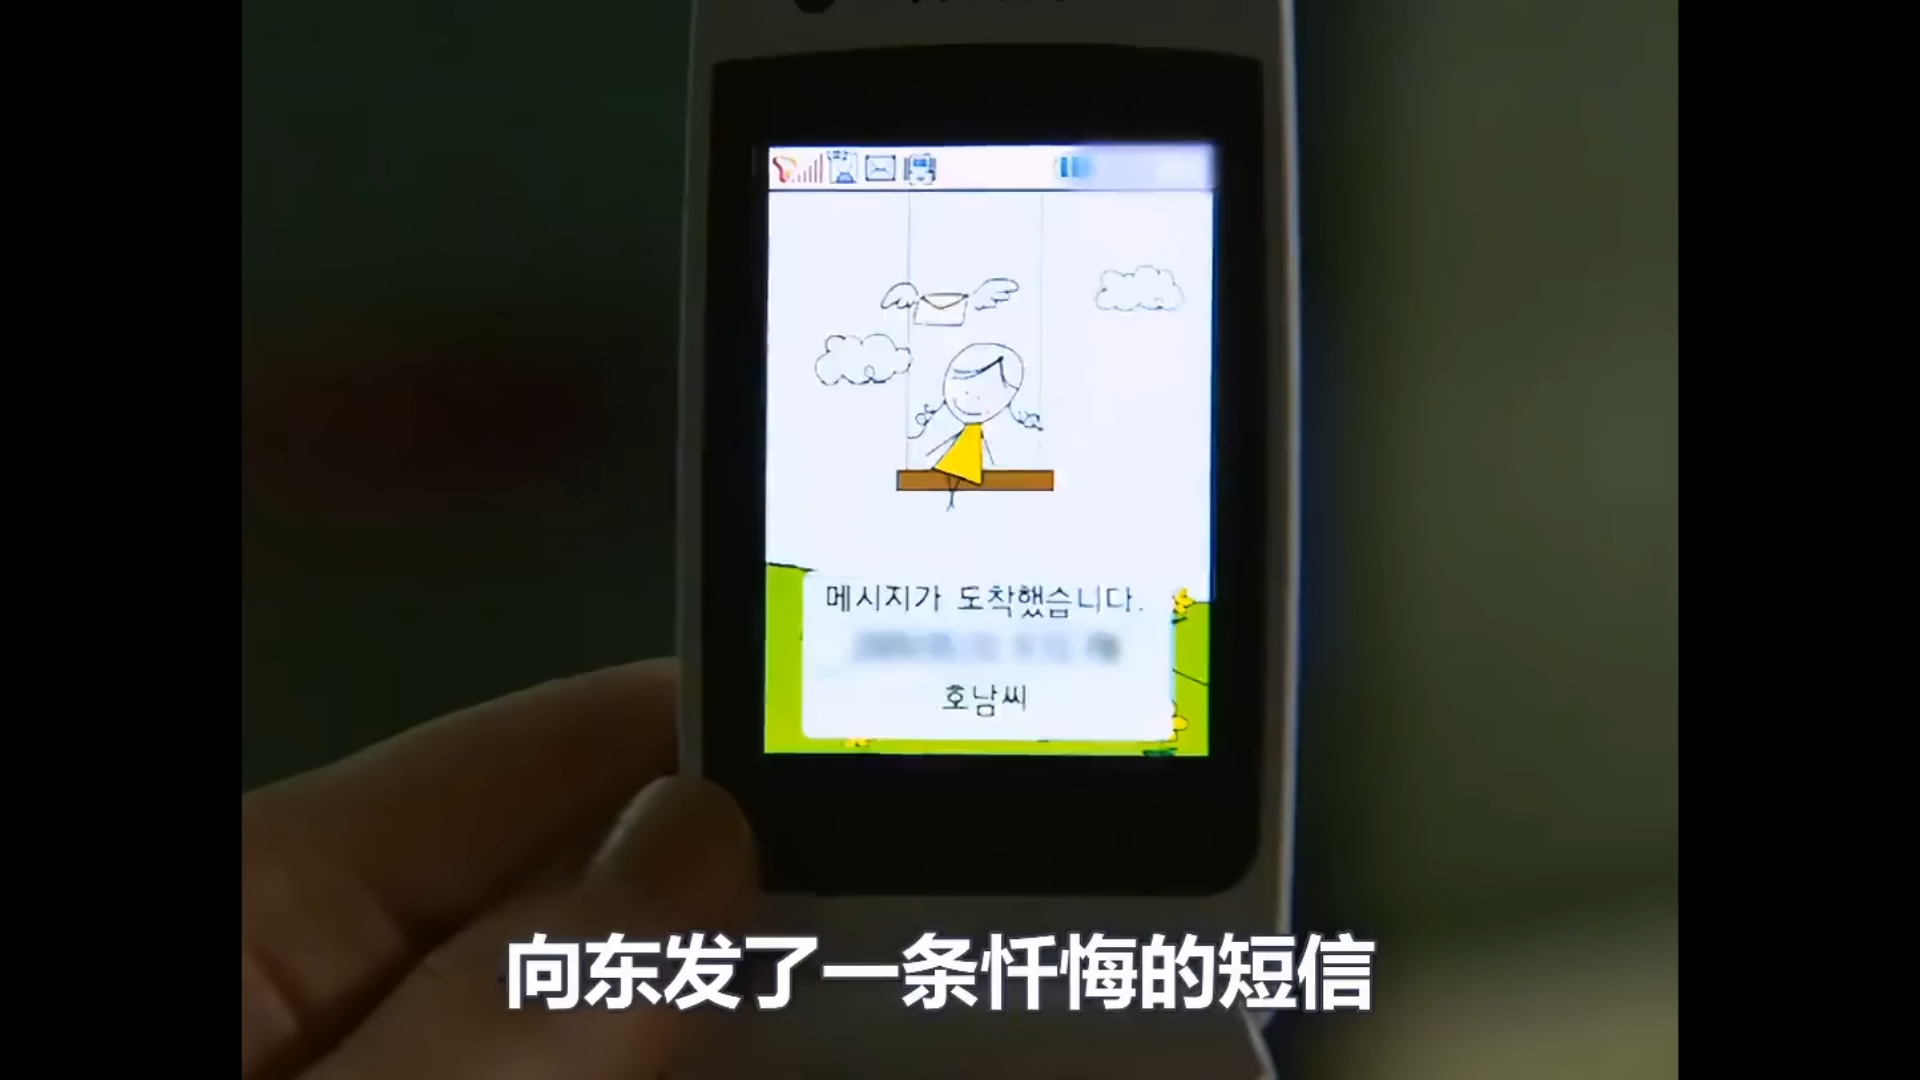 메시지가 도착했습니다.
호남씨
向东发了一条忏悔的短信